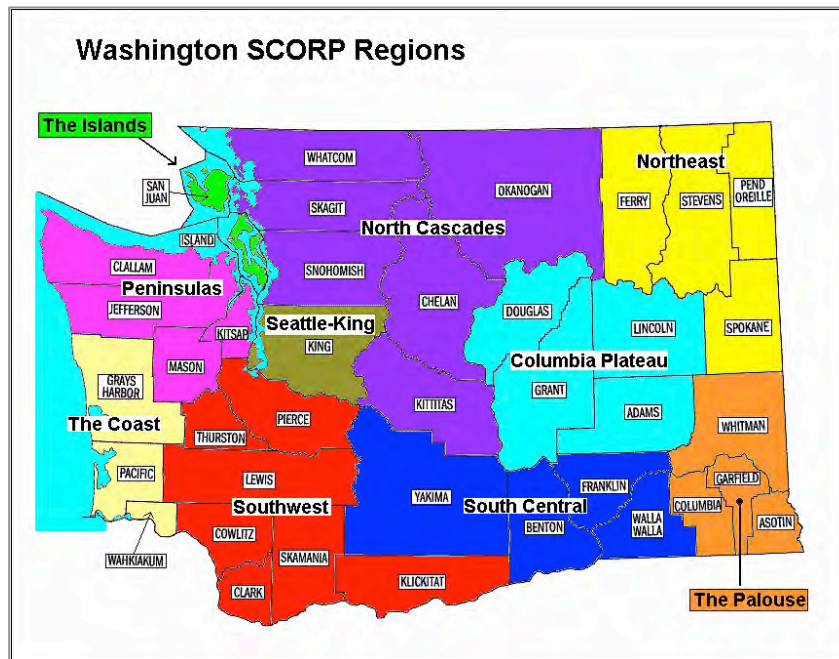 Washington SCORP Regions
The Islands
WHATCOM
Northeast
SAN
JUAN
OKANOGAN
FERRY
STEVENS
PEND
OREILLE
SKAGIT
North Cascades
ISLAND
CLALLAM
SNOHOMISH
Peninsulas
CHELAN
DOUGLAS
JEFFERSON
LINCOLN
Seattle-King
KITSAP
KING
SPOKANE
MASON
Columbia Plateau
GRAYS
HARBOR
GRANT
KITTITAS
PIERCE
ADAMS
The Coast
WHITMAN
THURSTON
PACIFIC
LEWIS
YAKIMA
FRANKLIN
GARFIELD
Southwest
South Central
COLUMBIA
BENTON
WALLA
WALLA
ASOTIN
COWLITZ
SKAMANIA
WAHKIAKUM
KLICKITAT
CLARK
The Palouse